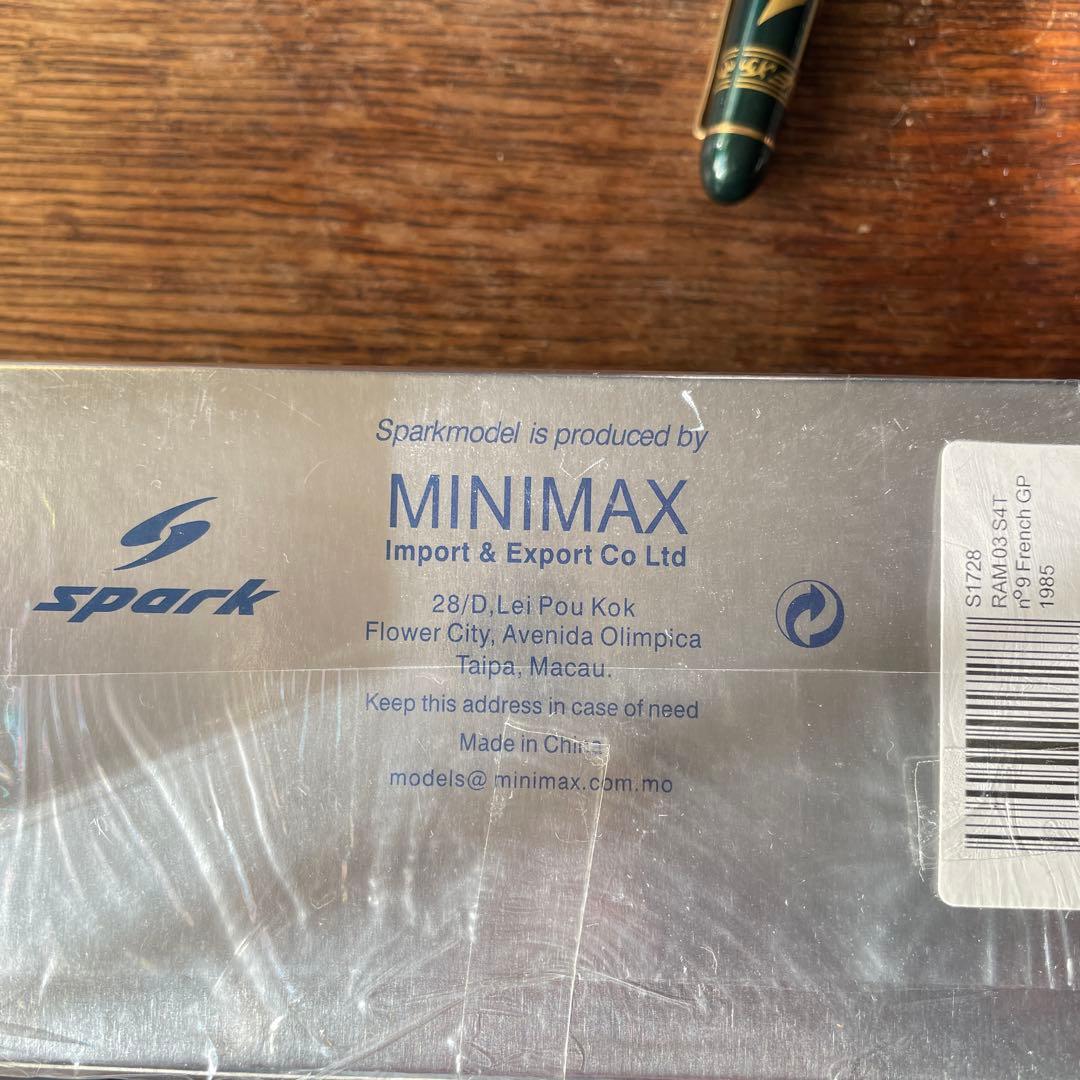 Sparkmodel is produced by
MINIMAX
Import & Export Co Ltd
28/D,Lei Pou Kok
Flower City, Avenida Olimpica
Taipa, Macau.
Keep this address in case of need
Made in China
models@ minimax.com.mo
spark
S1728
RAM 03 S4T
nº9 French GP
1985